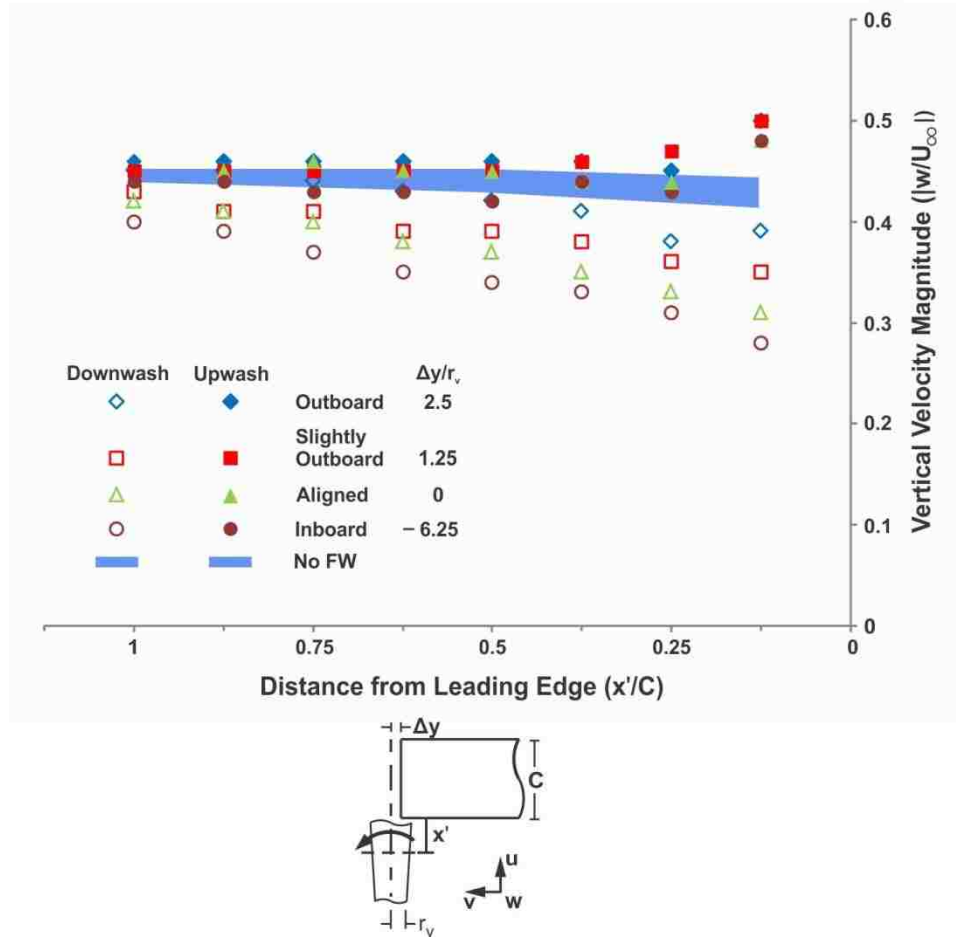 0.6
0.5
0.4
0.3
0.2
0.1
0
Vertical Velocity Magnitude (|w/U∞|)
Downwash Upwash Δy/rᵥ
Outboard 2.5
Slightly
Outboard 1.25
Aligned 0
Inboard − 6.25
No FW
1 0.75 0.5 0.25 0
Distance from Leading Edge (x'/C)
Δy
C
x'
u
v w
rᵥ